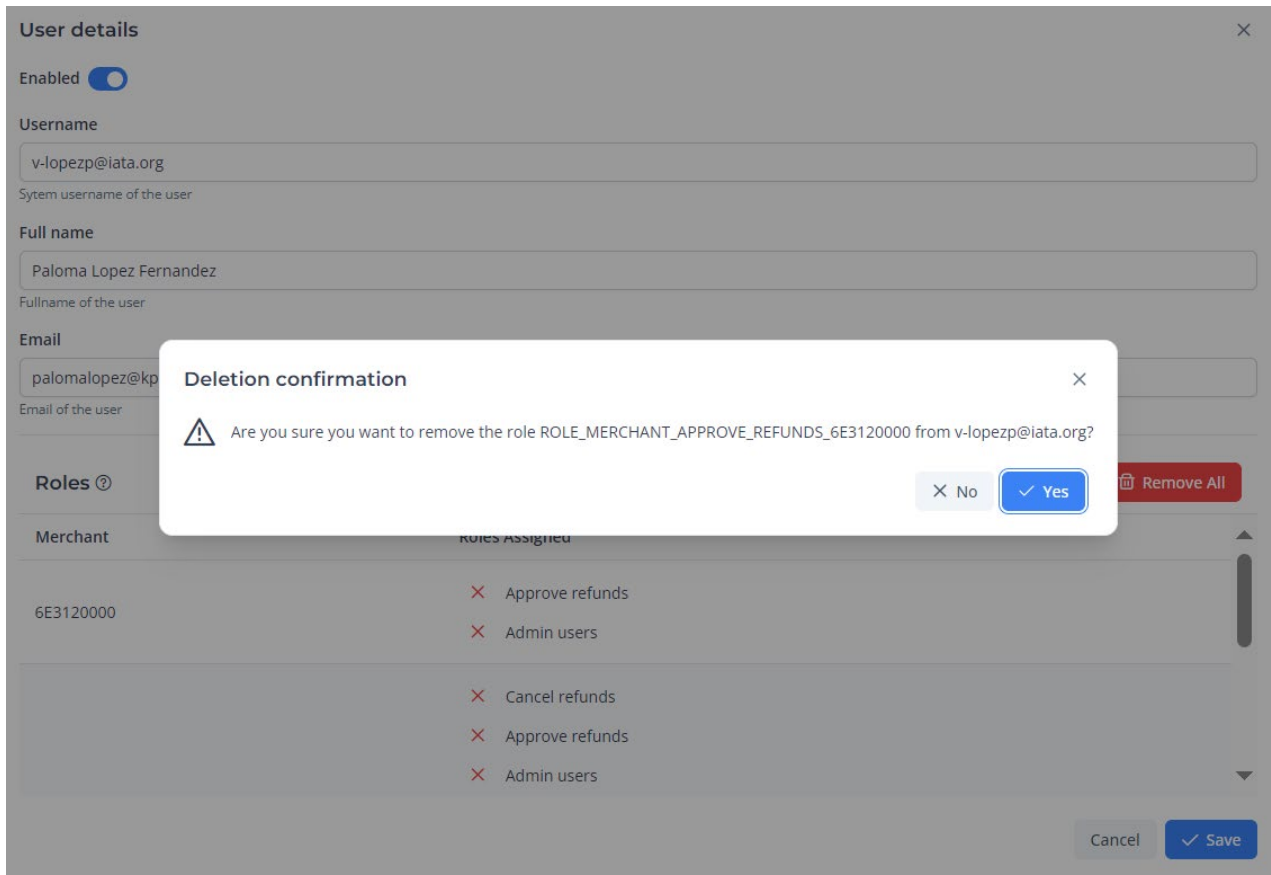 User details
Enabled
Username
v-lopezp@iata.org
Sytem username of the user
Full name
Paloma Lopez Fernandez
Fullname of the user
Email
palomalopez@kp
Email of the user
Deletion confirmation
Are you sure you want to remove the role ROLE_MERCHANT_APPROVE_REFUNDS_6E3120000 from v-lopezp@iata.org?
No Yes
Roles Remove All
Merchant Roles Assigned
6E3120000
Approve refunds
Admin users
Cancel refunds
Approve refunds
Admin users
Cancel Save